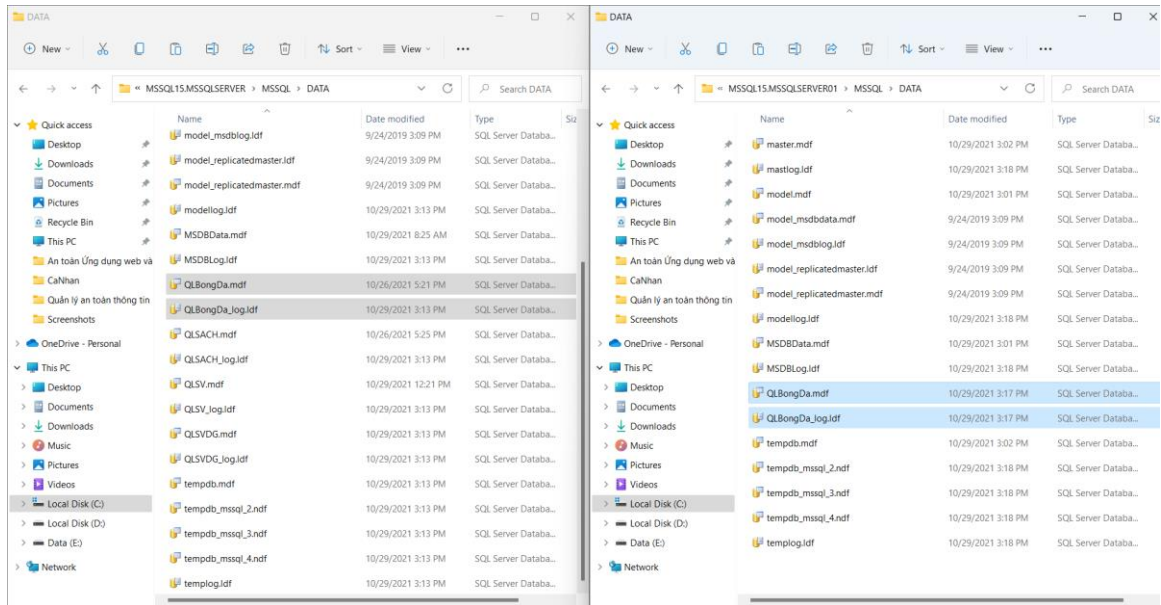 DATA
New
Sort
View
« MSSQL15.MSSQLSERVER > MSSQL > DATA
Search DATA
Quick access
Desktop
Downloads
Documents
Pictures
Recycle Bin
This PC
An toàn Ứng dụng web và
CaNhan
Quản lý an toàn thông tin
Screenshots
OneDrive - Personal
This PC
Desktop
Documents
Downloads
Music
Pictures
Videos
Local Disk (C:)
Local Disk (D:)
Data (E:)
Network
Name Date modified Type Siz
model_msdblog.ldf 9/24/2019 3:09 PM SQL Server Databa...
model_replicatedmaster.ldf 9/24/2019 3:09 PM SQL Server Databa...
model_replicatedmaster.mdf 9/24/2019 3:09 PM SQL Server Databa...
modellog.ldf 10/29/2021 3:13 PM SQL Server Databa...
MSDBData.mdf 10/29/2021 8:25 AM SQL Server Databa...
MSDBLog.ldf 10/29/2021 3:13 PM SQL Server Databa...
QLBongDa.mdf 10/26/2021 5:21 PM SQL Server Databa...
QLBongDa_log.ldf 10/29/2021 3:13 PM SQL Server Databa...
QLSACH.mdf 10/26/2021 5:25 PM SQL Server Databa...
QLSACH_log.ldf 10/29/2021 3:13 PM SQL Server Databa...
QLSV.mdf 10/29/2021 12:21 PM SQL Server Databa...
QLSV_log.ldf 10/29/2021 3:13 PM SQL Server Databa...
QLSVDG.mdf 10/29/2021 3:13 PM SQL Server Databa...
QLSVDG_log.ldf 10/29/2021 3:13 PM SQL Server Databa...
tempdb.mdf 10/29/2021 3:13 PM SQL Server Databa...
tempdb_mssql_2.ndf 10/29/2021 3:13 PM SQL Server Databa...
tempdb_mssql_3.ndf 10/29/2021 3:13 PM SQL Server Databa...
tempdb_mssql_4.ndf 10/29/2021 3:13 PM SQL Server Databa...
templog.ldf 10/29/2021 3:13 PM SQL Server Databa...
DATA
New
Sort
View
« MSSQL15.MSSQLSERVER01 > MSSQL > DATA
Search DATA
Quick access
Desktop
Downloads
Documents
Pictures
Recycle Bin
This PC
An toàn Ứng dụng web và
CaNhan
Quản lý an toàn thông tin
Screenshots
OneDrive - Personal
This PC
Desktop
Documents
Downloads
Music
Pictures
Videos
Local Disk (C:)
Local Disk (D:)
Data (E:)
Network
Name Date modified Type Siz
master.mdf 10/29/2021 3:02 PM SQL Server Databa...
mastlog.ldf 10/29/2021 3:18 PM SQL Server Databa...
model.mdf 10/29/2021 3:01 PM SQL Server Databa...
model_msdbdata.mdf 9/24/2019 3:09 PM SQL Server Databa...
model_msdblog.ldf 9/24/2019 3:09 PM SQL Server Databa...
model_replicatedmaster.ldf 9/24/2019 3:09 PM SQL Server Databa...
model_replicatedmaster.mdf 9/24/2019 3:09 PM SQL Server Databa...
modellog.ldf 10/29/2021 3:18 PM SQL Server Databa...
MSDBData.mdf 10/29/2021 3:01 PM SQL Server Databa...
MSDBLog.ldf 10/29/2021 3:18 PM SQL Server Databa...
QLBongDa.mdf 10/29/2021 3:17 PM SQL Server Databa...
QLBongDa_log.ldf 10/29/2021 3:17 PM SQL Server Databa...
tempdb.mdf 10/29/2021 3:02 PM SQL Server Databa...
tempdb_mssql_2.ndf 10/29/2021 3:18 PM SQL Server Databa...
tempdb_mssql_3.ndf 10/29/2021 3:18 PM SQL Server Databa...
tempdb_mssql_4.ndf 10/29/2021 3:18 PM SQL Server Databa...
templog.ldf 10/29/2021 3:18 PM SQL Server Databa...